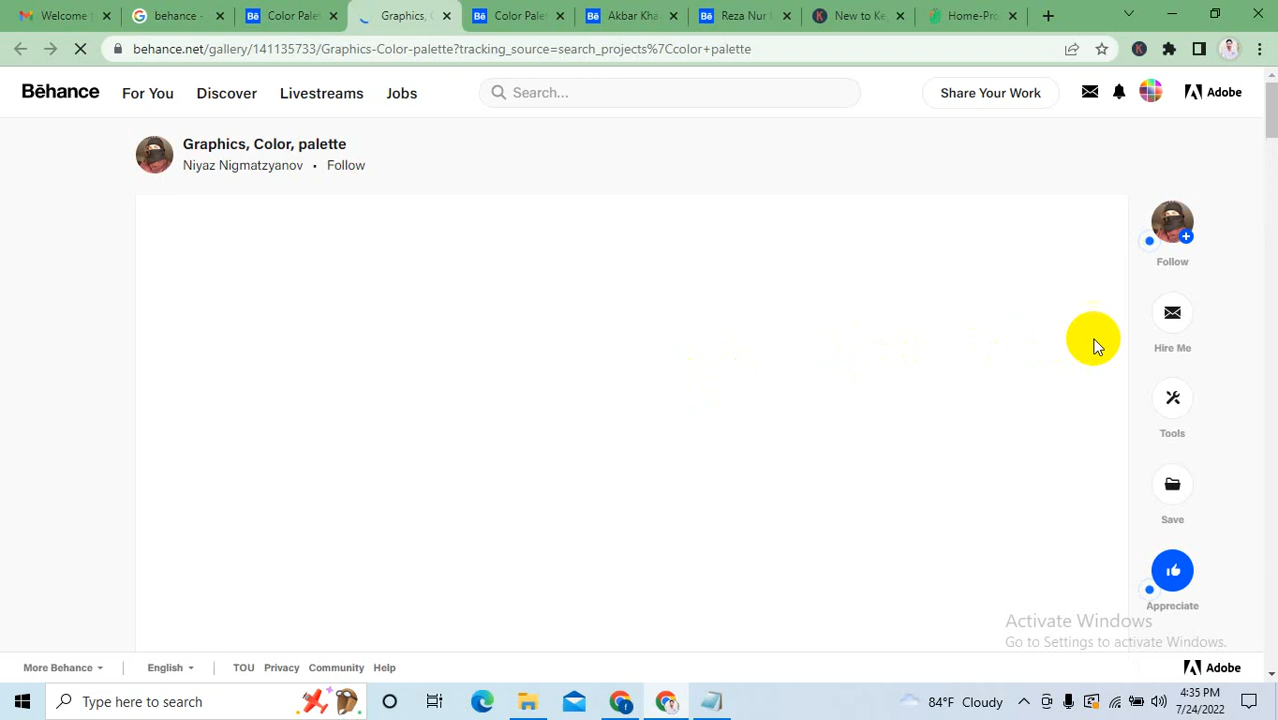 Welcome
behance -
Color Palet
Graphics, C
Color Palet
Akbar Kha
Reza Nur
New to Ke
Home-Pro
behance.net/gallery/141135733/Graphics-Color-palette?tracking_source=search_projects%7Ccolor+palette
Bēhance
For You
Discover
Livestreams
Jobs
Search...
Share Your Work
Adobe
Graphics, Color, palette
Niyaz Nigmatzyanov • Follow
Follow
Hire Me
Tools
Save
Appreciate
Activate Windows
Go to Settings to activate Windows.
More Behance
English
TOU
Privacy
Community
Help
Adobe
Type here to search
84°F Cloudy
4:35 PM
7/24/2022